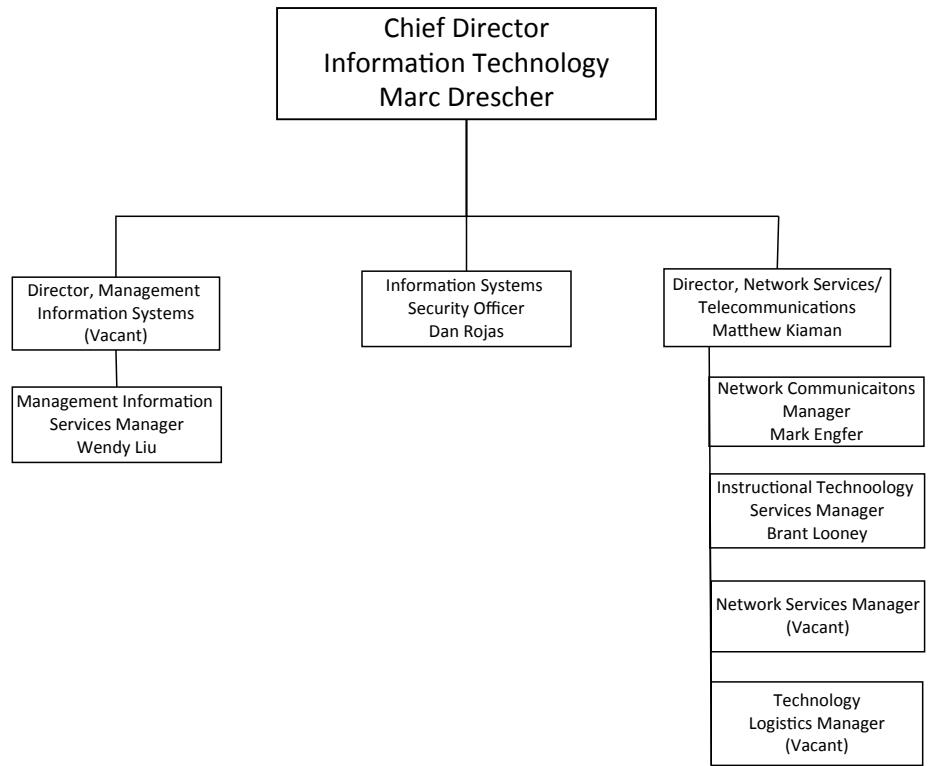 Chief Director
Information Technology
Marc Drescher
Director, Management
Information Systems
(Vacant)
Information Systems
Security Officer
Dan Rojas
Director, Network Services/
Telecommunications
Matthew Kiaman
Management Information
Services Manager
Wendy Liu
Network Communicaitons
Manager
Mark Engfer
Instructional Technoology
Services Manager
Brant Looney
Network Services Manager
(Vacant)
Technology
Logistics Manager
(Vacant)